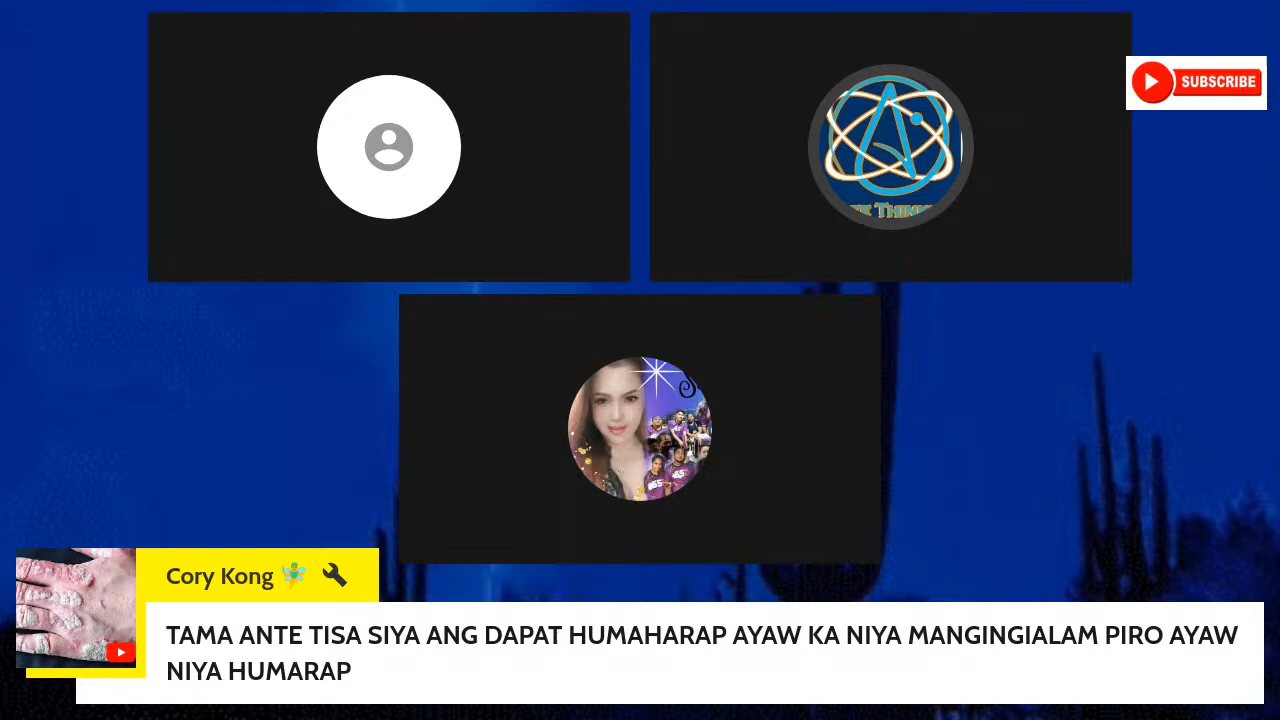 SUBSCRIBE
Cory Kong
TAMA ANTE TISA SIYA ANG DAPAT HUMAHARAP AYAW KA NIYA MANGINGIALAM PIRO AYAW
NIYA HUMARAP